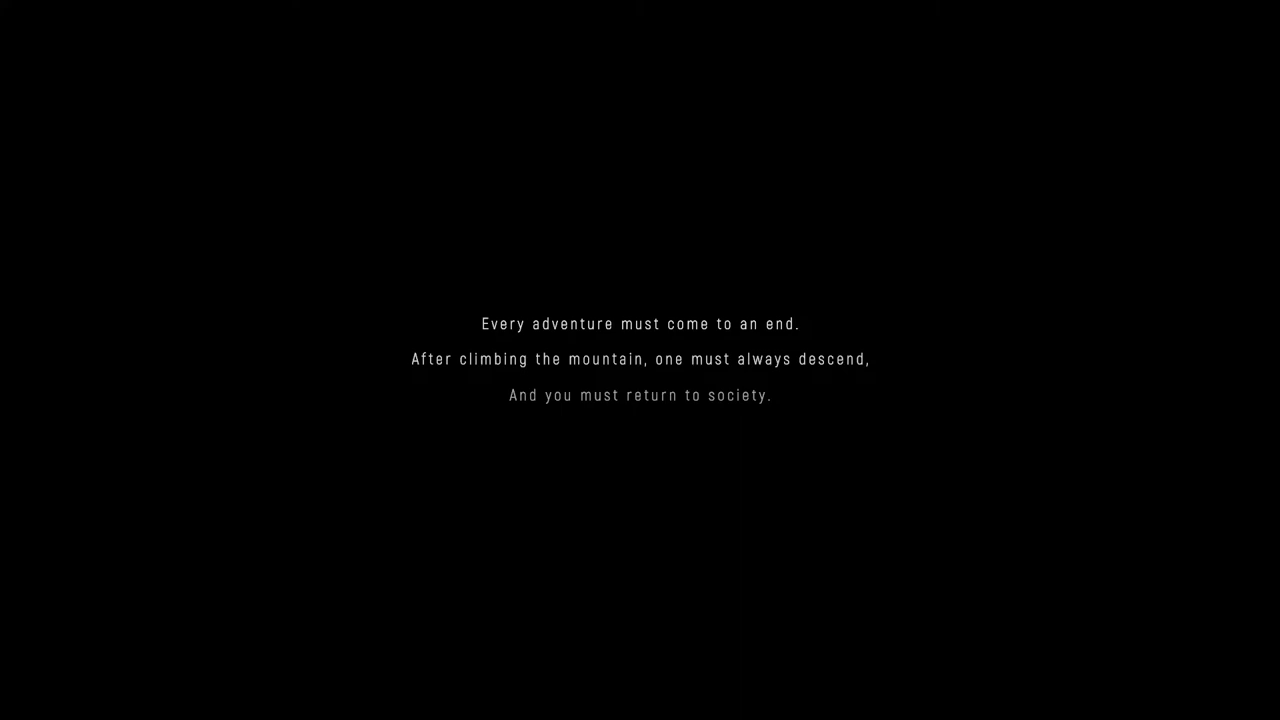 Every adventure must come to an end.
After climbing the mountain, one must always descend,
And you must return to society.